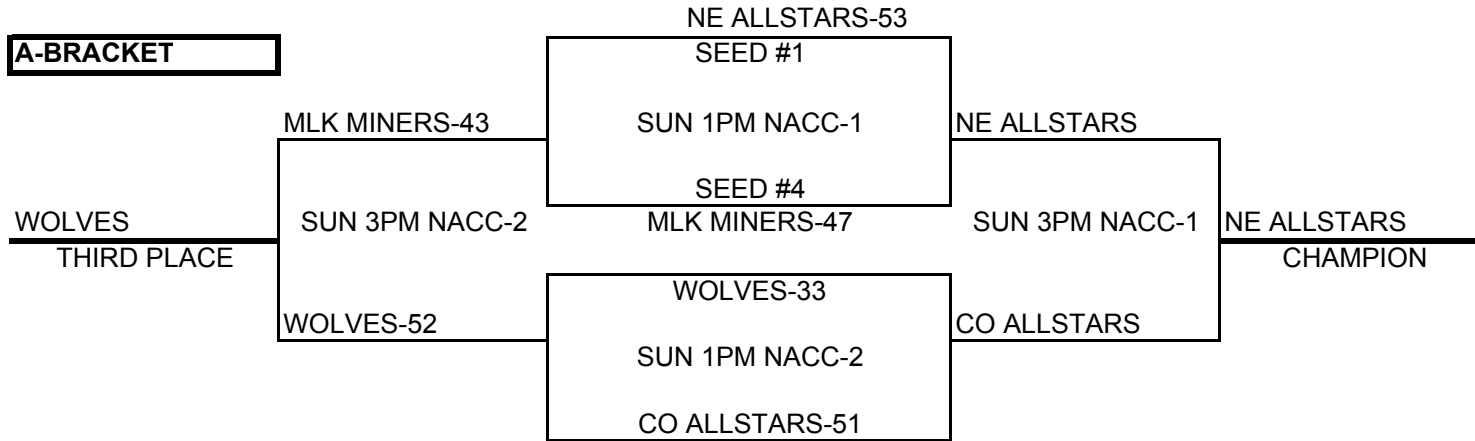 NE ALLSTARS-53
A-BRACKET
SEED #1
MLK MINERS-43
SUN 1PM NACC-1
NE ALLSTARS
SEED #4
WOLVES
SUN 3PM NACC-2
MLK MINERS-47
SUN 3PM NACC-1
NE ALLSTARS
THIRD PLACE
CHAMPION
WOLVES-33
WOLVES-52
CO ALLSTARS
SUN 1PM NACC-2
CO ALLSTARS-51